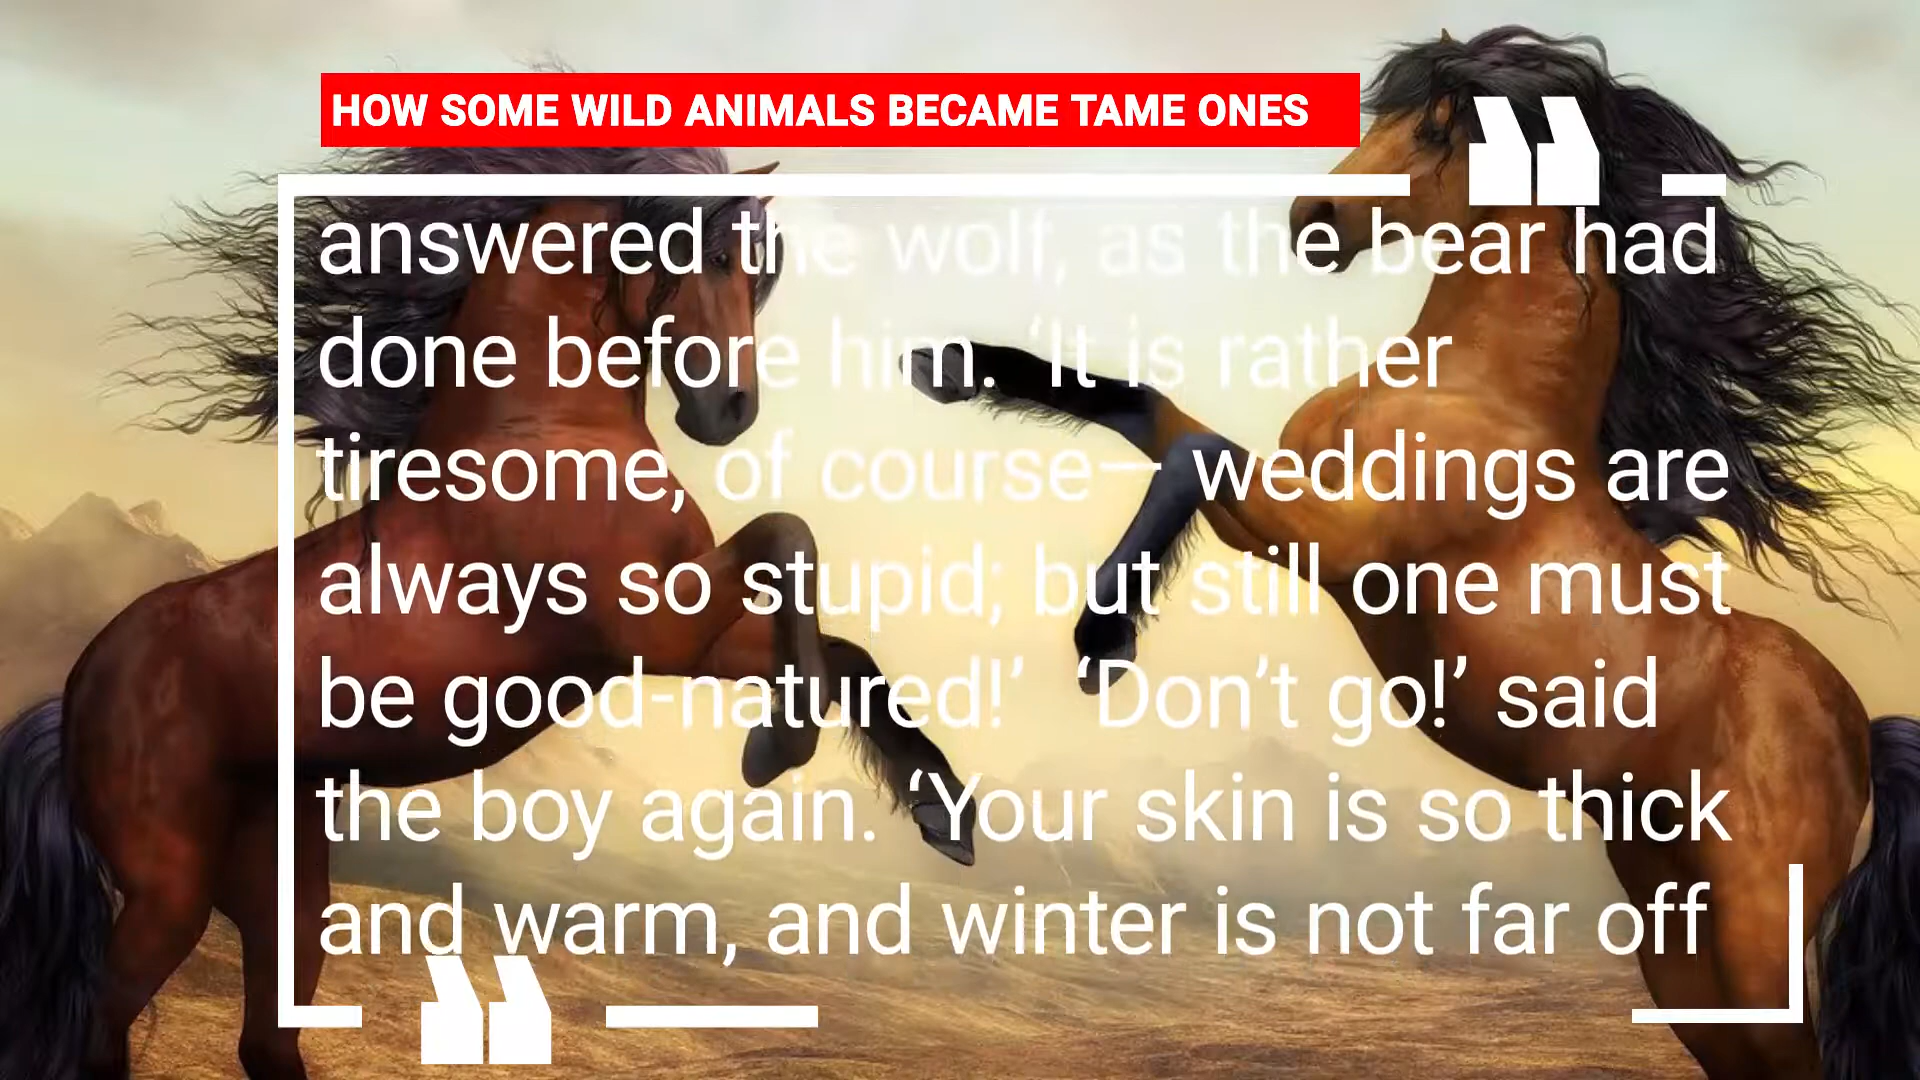 HOW SOME WILD ANIMALS BECAME TAME ONES
answered the wolf, as the bear had
done before him. ‘It is rather
tiresome, of course— weddings are
always so stupid; but still one must
be good-natured!’ ‘Don’t go!’ said
the boy again. ‘Your skin is so thick
and warm, and winter is not far off